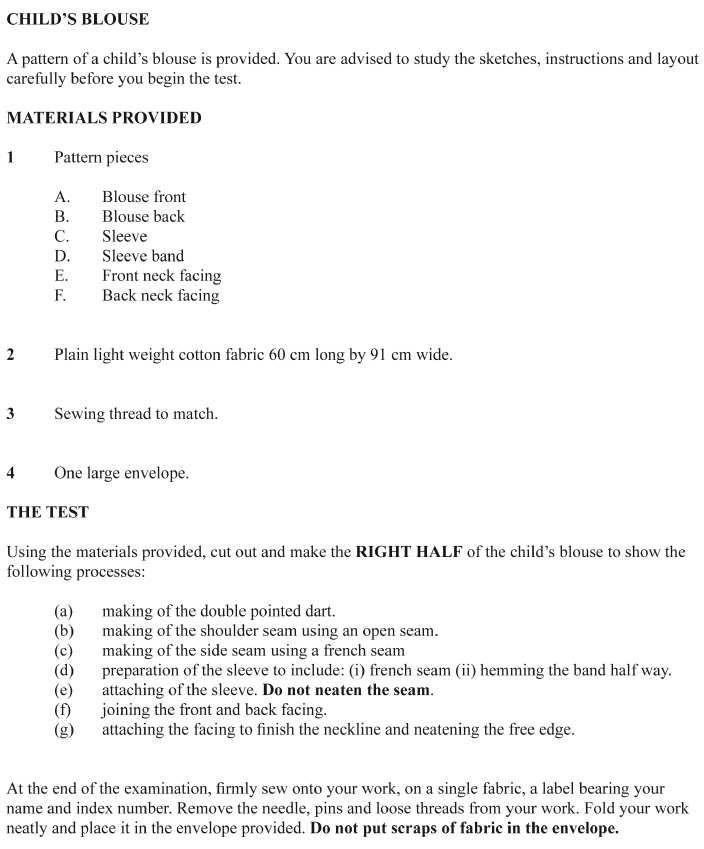 CHILD’S BLOUSE
A pattern of a child’s blouse is provided. You are advised to study the sketches, instructions and layout
carefully before you begin the test.
MATERIALS PROVIDED
1 Pattern pieces
A. Blouse front
B. Blouse back
C. Sleeve
D. Sleeve band
E. Front neck facing
F. Back neck facing
2 Plain light weight cotton fabric 60 cm long by 91 cm wide.
3 Sewing thread to match.
4 One large envelope.
THE TEST
Using the materials provided, cut out and make the RIGHT HALF of the child’s blouse to show the
following processes:
(a) making of the double pointed dart.
(b) making of the shoulder seam using an open seam.
(c) making of the side seam using a french seam
(d) preparation of the sleeve to include: (i) french seam (ii) hemming the band half way.
(e) attaching of the sleeve. Do not neaten the seam.
(f) joining the front and back facing.
(g) attaching the facing to finish the neckline and neatening the free edge.
At the end of the examination, firmly sew onto your work, on a single fabric, a label bearing your
name and index number. Remove the needle, pins and loose threads from your work. Fold your work
neatly and place it in the envelope provided. Do not put scraps of fabric in the envelope.